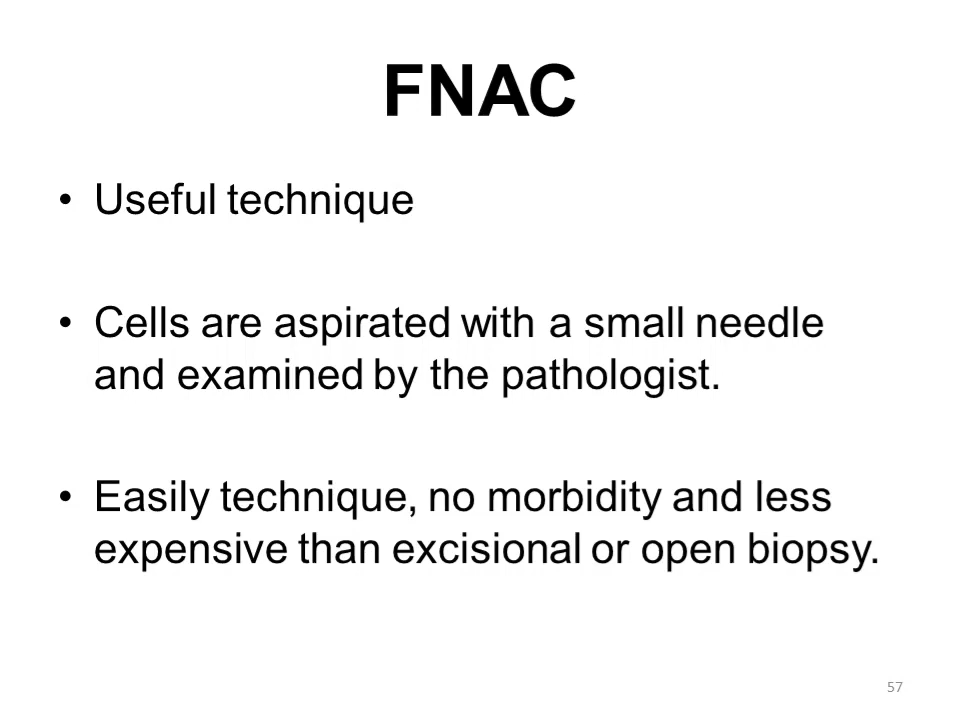 FNAC
• Useful technique
• Cells are aspirated with a small needle
and examined by the pathologist.
• Easily technique, no morbidity and less
expensive than excisional or open biopsy.
57